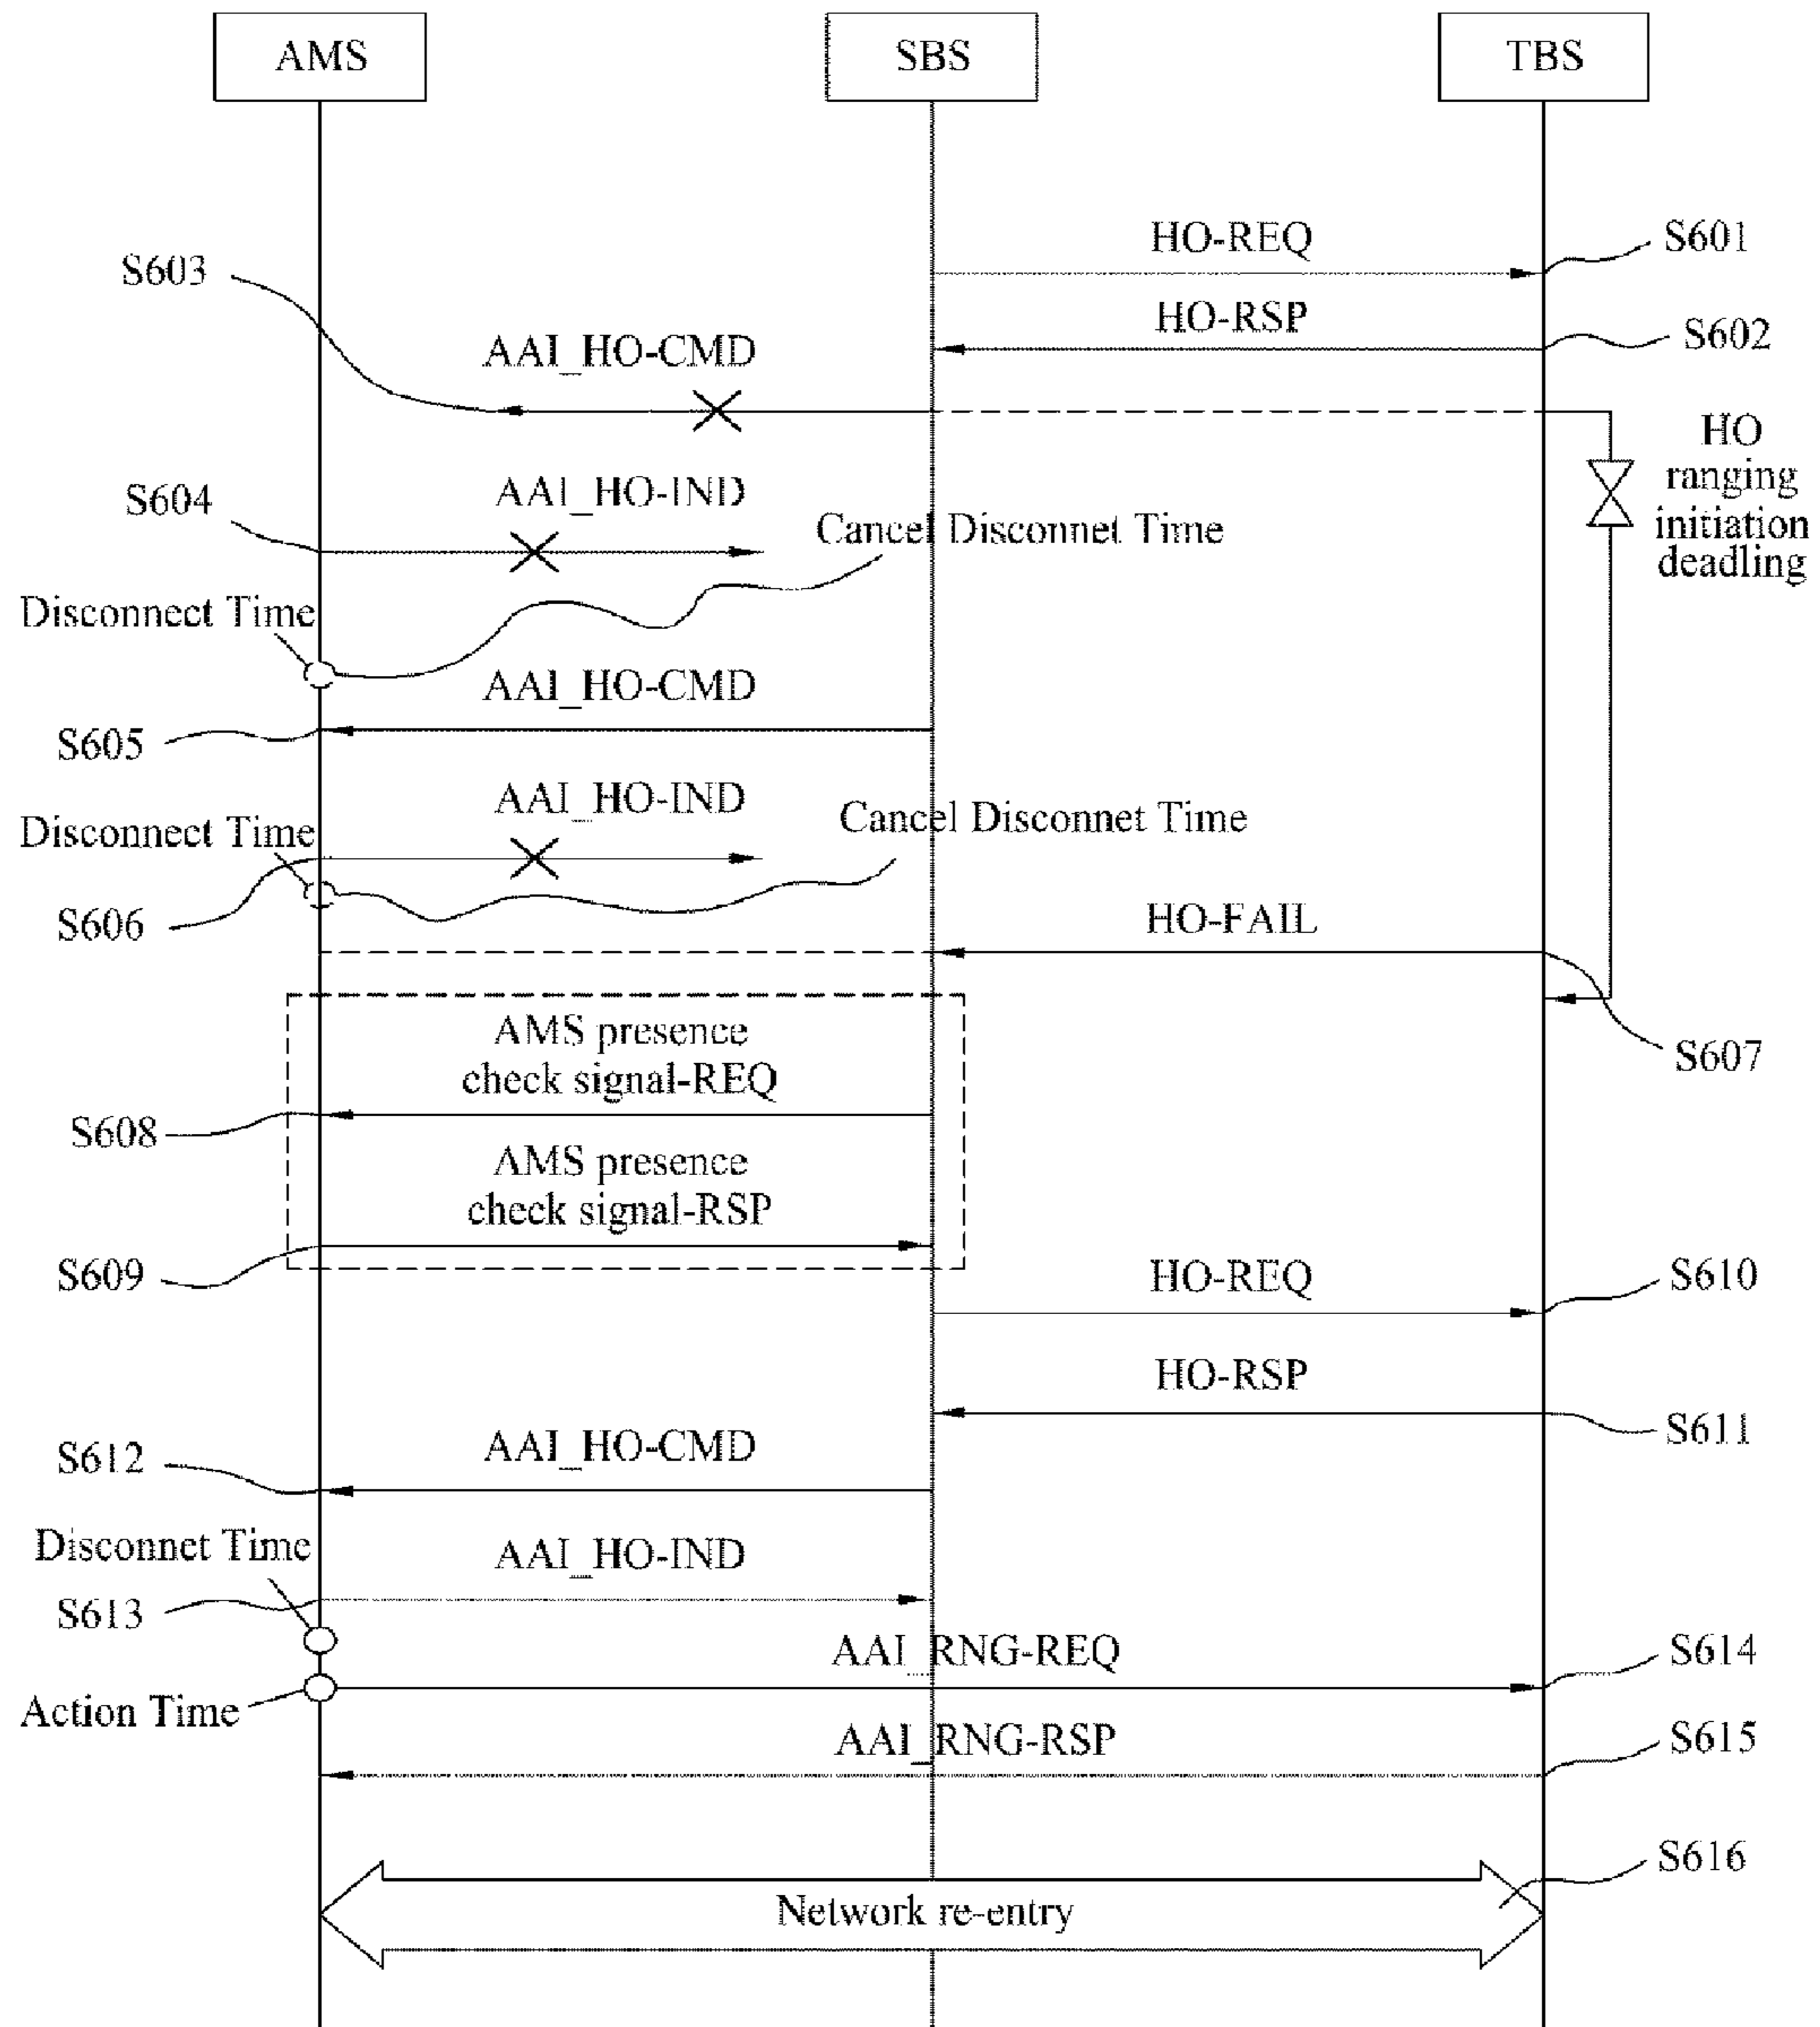 AMS
SBS
TBS
HO-REQ
S601
S603
HO-RSP
S602
AAI_HO-CMD
HO
ranging
initiation
deadling
S604
AAI_HO-IND
Cancel Disconnet Time
Disconnect Time
AAI_HO-CMD
S605
AAI_HO-IND
Cancel Disconnet Time
Disconnect Time
S606
HO-FAIL
S607
AMS presence
check signal-REQ
S608
AMS presence
check signal-RSP
S609
HO-REQ
S610
HO-RSP
S611
AAI_HO-CMD
S612
Disconnet Time
AAI_HO-IND
S613
AAI_RNG-REQ
S614
Action Time
AAI_RNG-RSP
S615
S616
Network re-entry